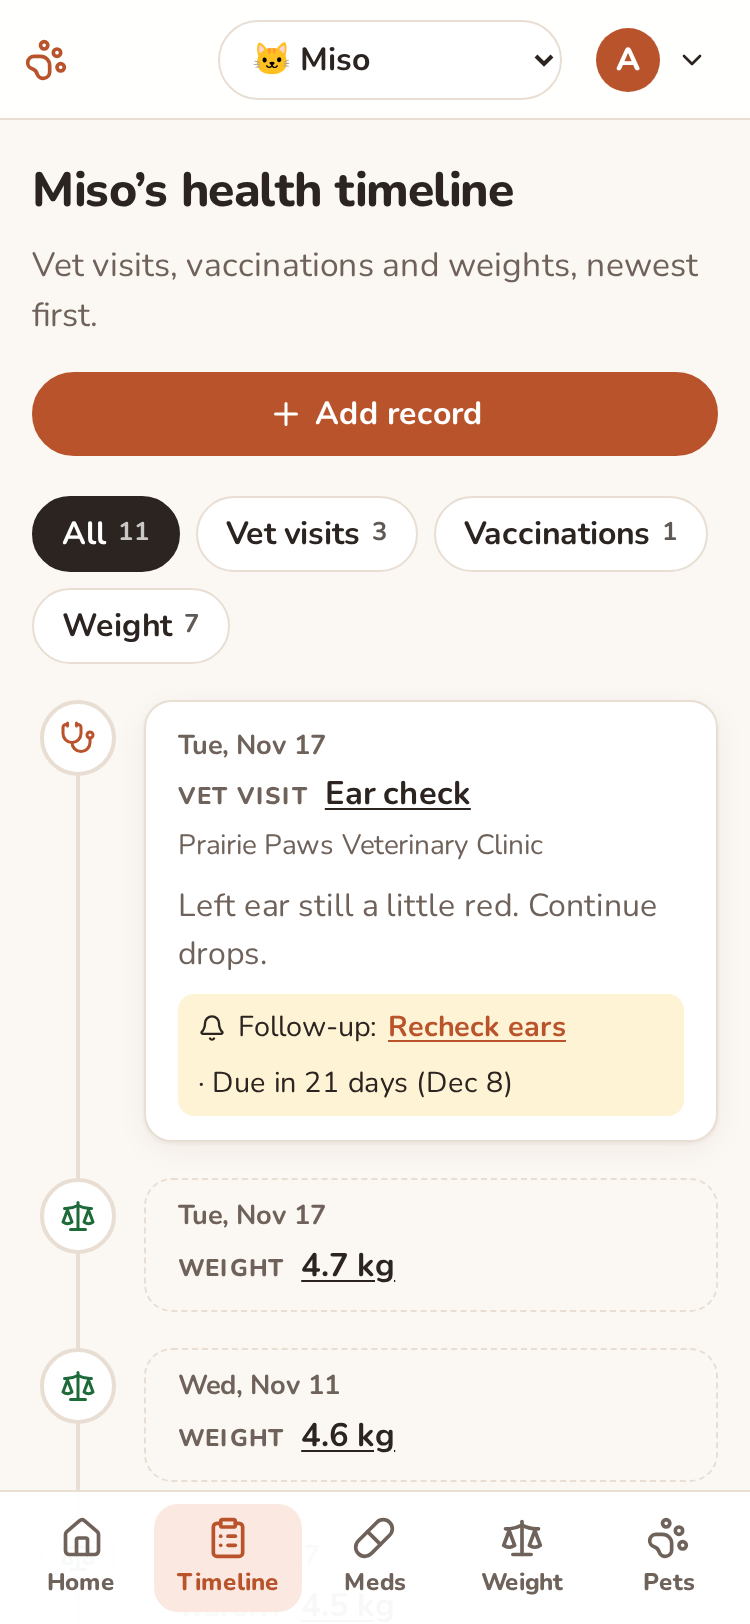 Miso
A
Miso’s health timeline
Vet visits, vaccinations and weights, newest
first.
Add record
All 11
Vet visits 3
Vaccinations 1
Weight 7
Tue, Nov 17
VET VISIT Ear check
Prairie Paws Veterinary Clinic
Left ear still a little red. Continue
drops.
Follow-up: Recheck ears
· Due in 21 days (Dec 8)
Tue, Nov 17
WEIGHT 4.7 kg
Wed, Nov 11
WEIGHT 4.6 kg
4.5 kg
Home
Timeline
Meds
Weight
Pets